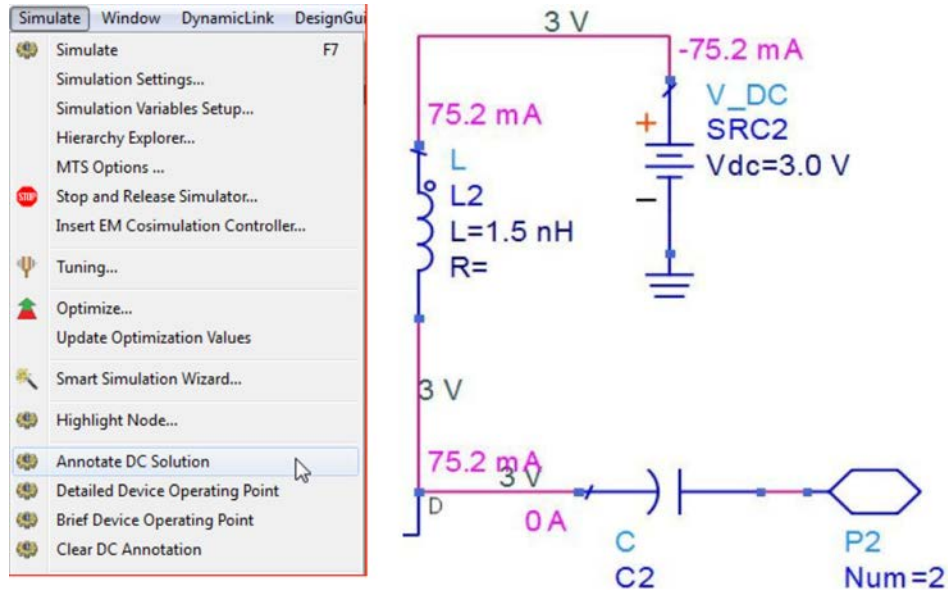 Simulate Window DynamicLink DesignGui
Simulate F7
Simulation Settings...
Simulation Variables Setup...
Hierarchy Explorer...
MTS Options ...
STOP Stop and Release Simulator...
Insert EM Cosimulation Controller...
Tuning...
Optimize...
Update Optimization Values
Smart Simulation Wizard...
Highlight Node...
Annotate DC Solution
Detailed Device Operating Point
Brief Device Operating Point
Clear DC Annotation
3 V
-75.2 mA
V_DC
SRC2
Vdc=3.0 V
+
−
75.2 mA
L
L2
L=1.5 nH
R=
3 V
75.2 mA
3 V
D
0 A
C
C2
P2
Num=2